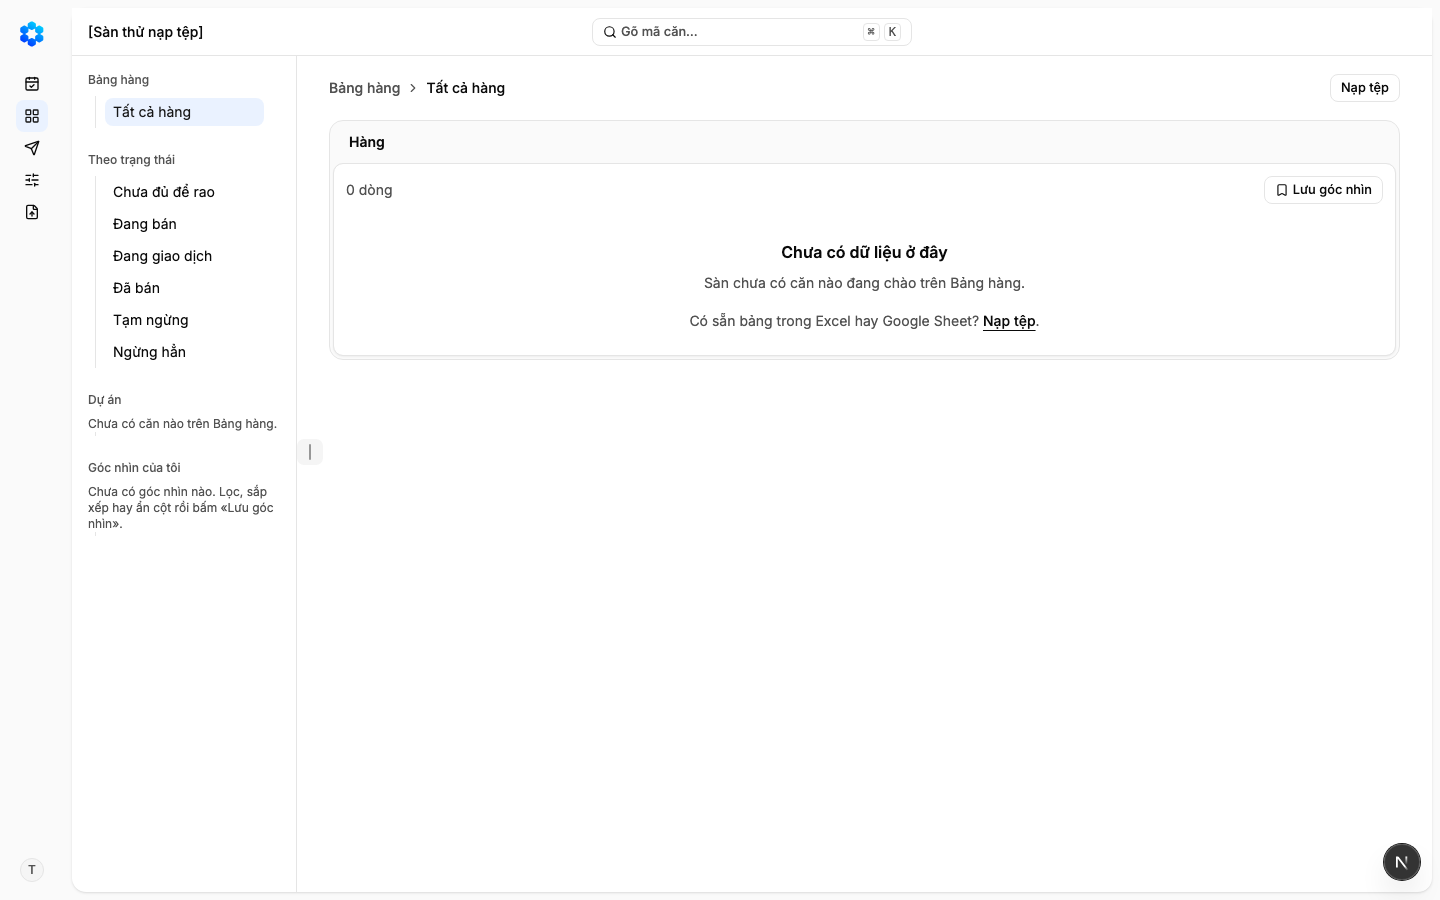 [Sàn thử nạp tệp]
Gõ mã căn...
⌘ K
Bảng hàng
Tất cả hàng
Theo trạng thái
Chưa đủ để rao
Đang bán
Đang giao dịch
Đã bán
Tạm ngừng
Ngừng hẳn
Dự án
Chưa có căn nào trên Bảng hàng.
Góc nhìn của tôi
Chưa có góc nhìn nào. Lọc, sắp
xếp hay ẩn cột rồi bấm «Lưu góc
nhìn».
Bảng hàng > Tất cả hàng
Nạp tệp
Hàng
0 dòng
Lưu góc nhìn
Chưa có dữ liệu ở đây
Sàn chưa có căn nào đang chào trên Bảng hàng.
Có sẵn bảng trong Excel hay Google Sheet? Nạp tệp.
T
N